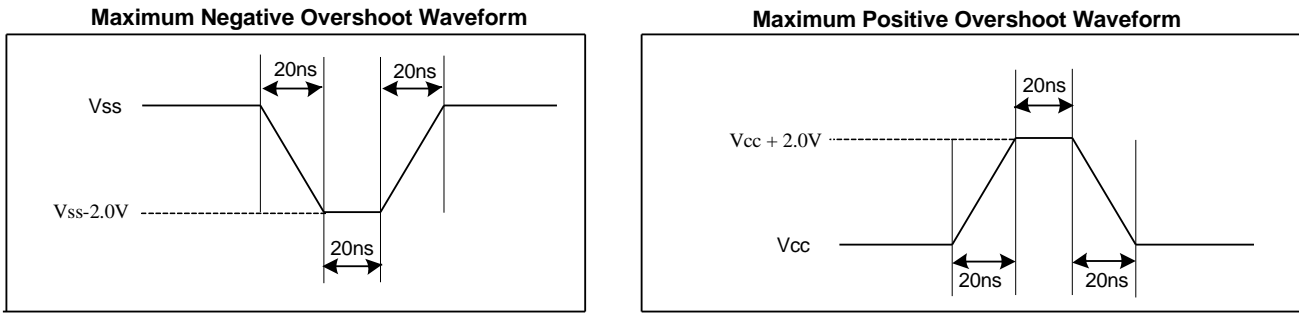 Maximum Negative Overshoot Waveform
20ns
20ns
Vss
Vss-2.0V
20ns
Maximum Positive Overshoot Waveform
20ns
Vcc + 2.0V
Vcc
20ns
20ns